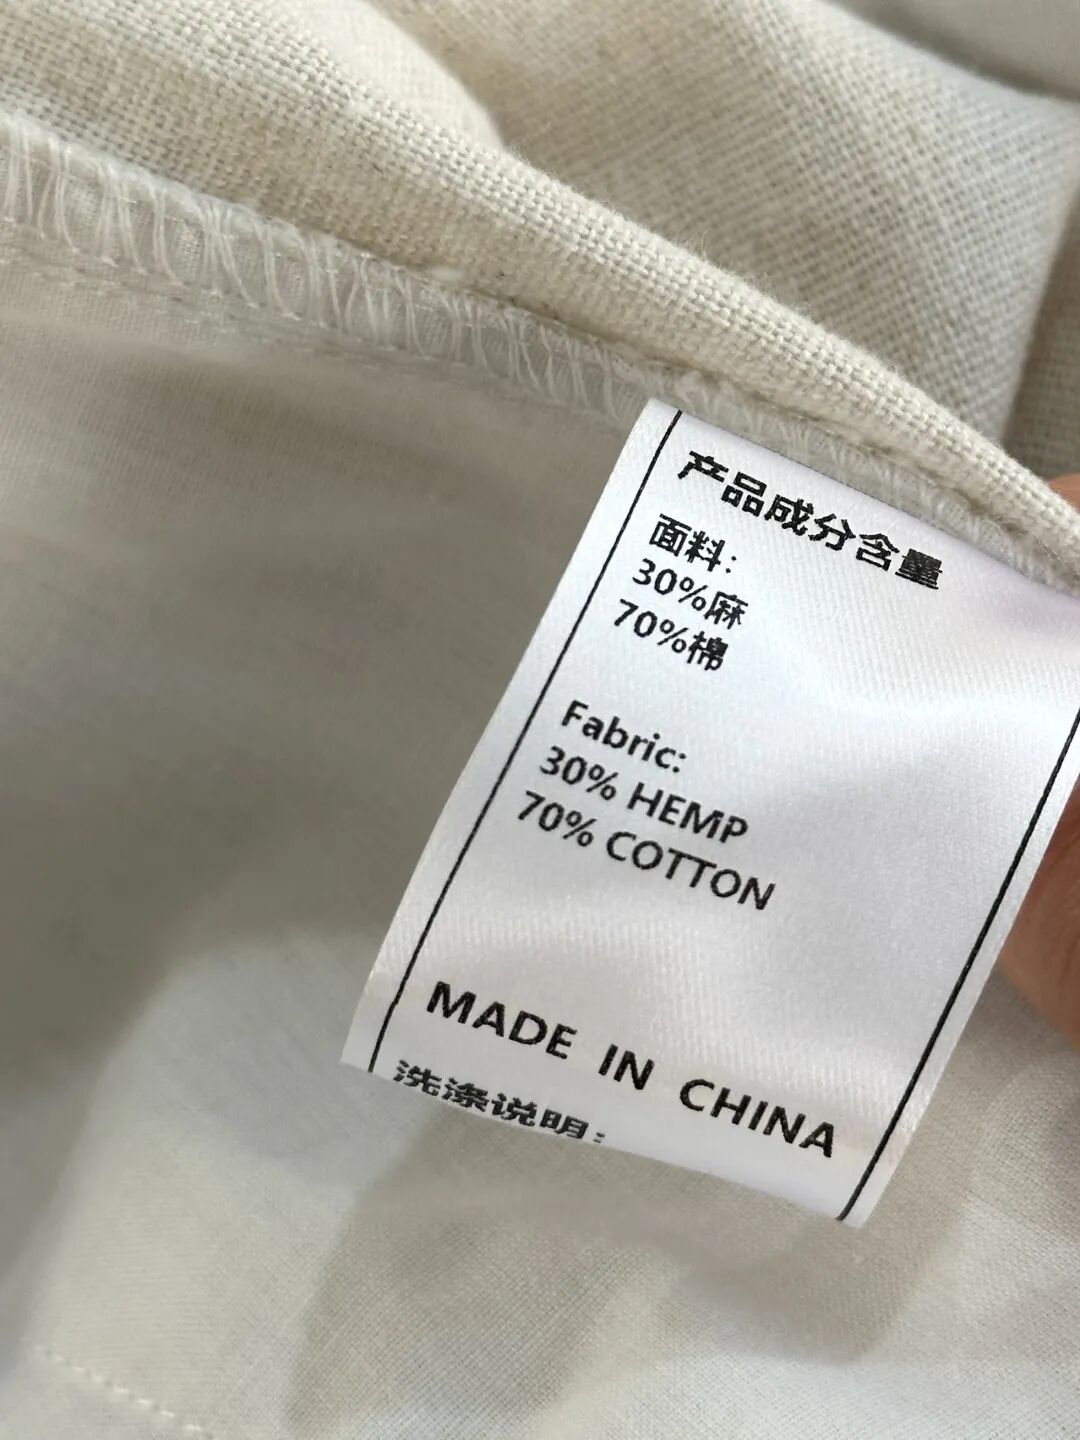 产品成分含量
面料:
30%麻
70%棉
Fabric:
30% HEMP
70% COTTON
MADE IN CHINA
洗涤说明: